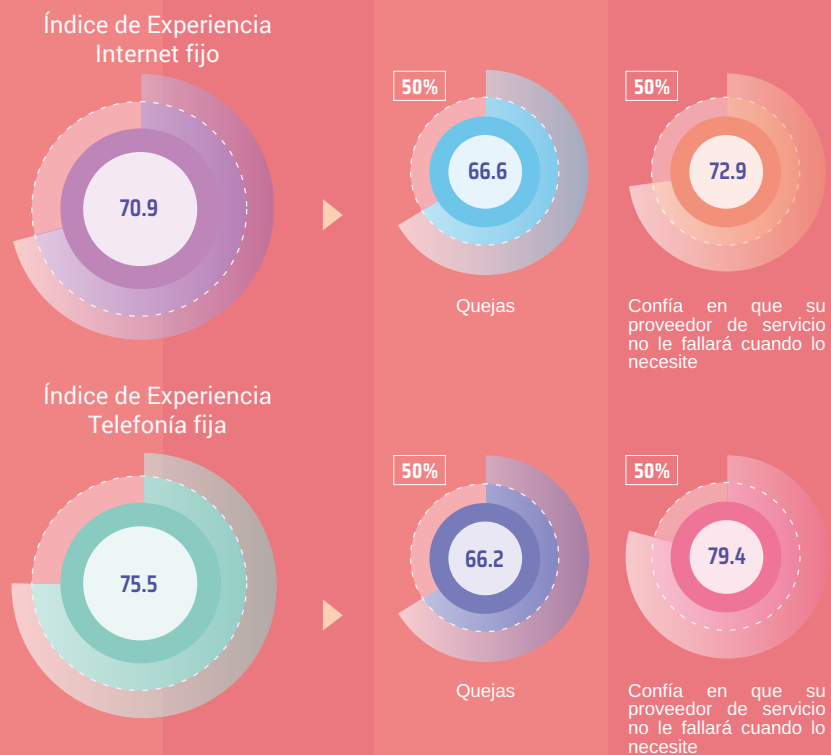 Índice de Experiencia
Internet fijo
70.9
50%
66.6
Quejas
50%
72.9
Confía en que su
proveedor de servicio
no le fallará cuando lo
necesite
Índice de Experiencia
Telefonía fija
75.5
50%
66.2
Quejas
50%
79.4
Confía en que su
proveedor de servicio
no le fallará cuando lo
necesite